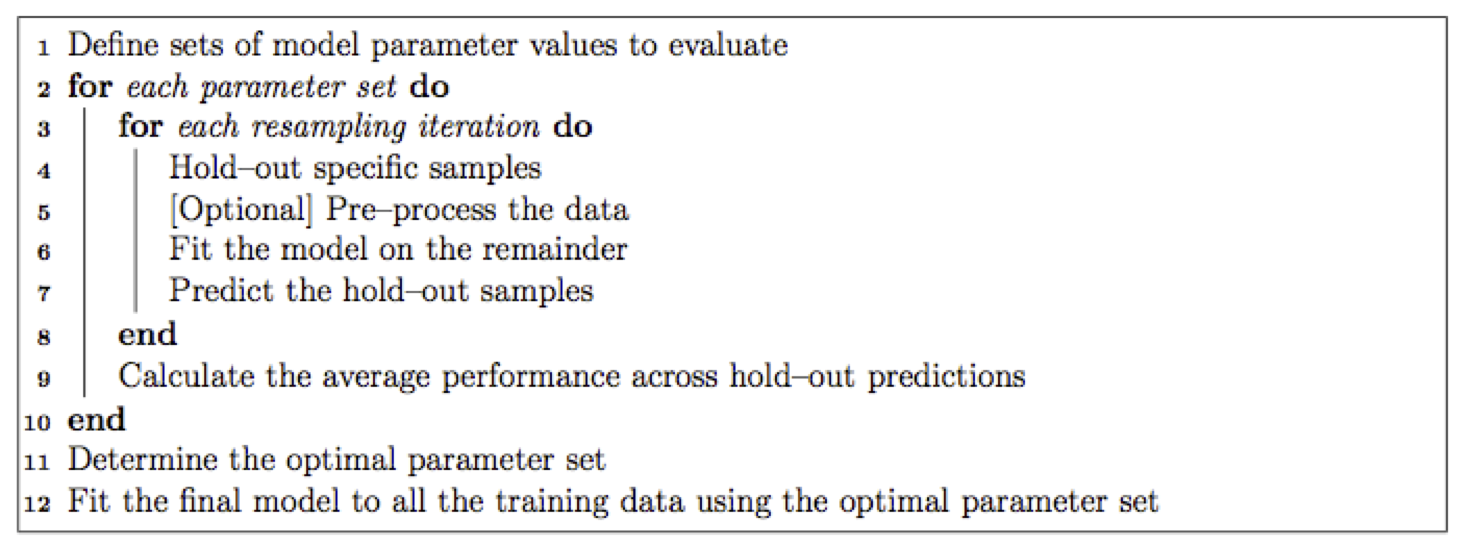 1 Define sets of model parameter values to evaluate
2 for each parameter set do
3 for each resampling iteration do
4 Hold–out specific samples
5 [Optional] Pre–process the data
6 Fit the model on the remainder
7 Predict the hold–out samples
8 end
9 Calculate the average performance across hold–out predictions
10 end
11 Determine the optimal parameter set
12 Fit the final model to all the training data using the optimal parameter set